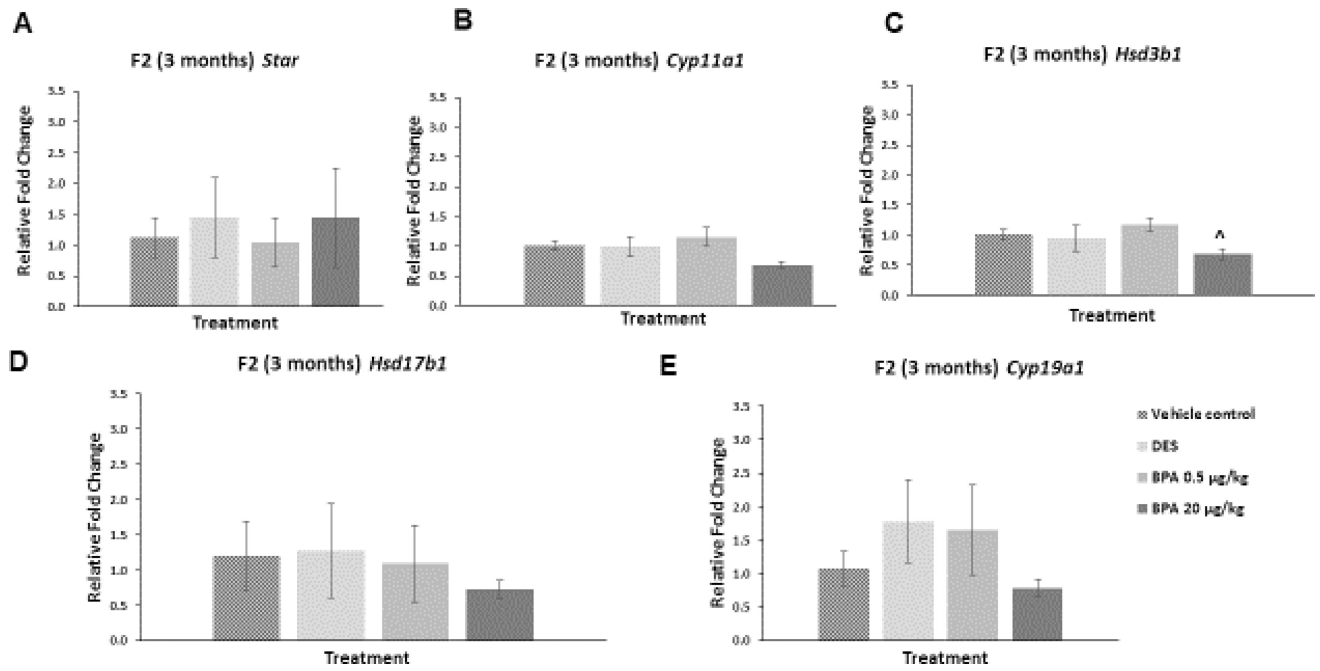 A
F2 (3 months) Star
Relative Fold Change
3.5
3.0
2.5
2.0
1.5
1.0
0.5
0.0
Treatment
B
F2 (3 months) Cyp11a1
Relative Fold Change
3.5
3.0
2.5
2.0
1.5
1.0
0.5
0.0
Treatment
C
F2 (3 months) Hsd3b1
Relative Fold Change
3.5
3.0
2.5
2.0
1.5
1.0
0.5
0.0
^
Treatment
D
F2 (3 months) Hsd17b1
Relative Fold Change
3.5
3.0
2.5
2.0
1.5
1.0
0.5
0.0
Treatment
E
F2 (3 months) Cyp19a1
Relative Fold Change
3.5
3.0
2.5
2.0
1.5
1.0
0.5
0.0
Treatment
Vehicle control
DES
BPA 0.5 µg/kg
BPA 20 µg/kg